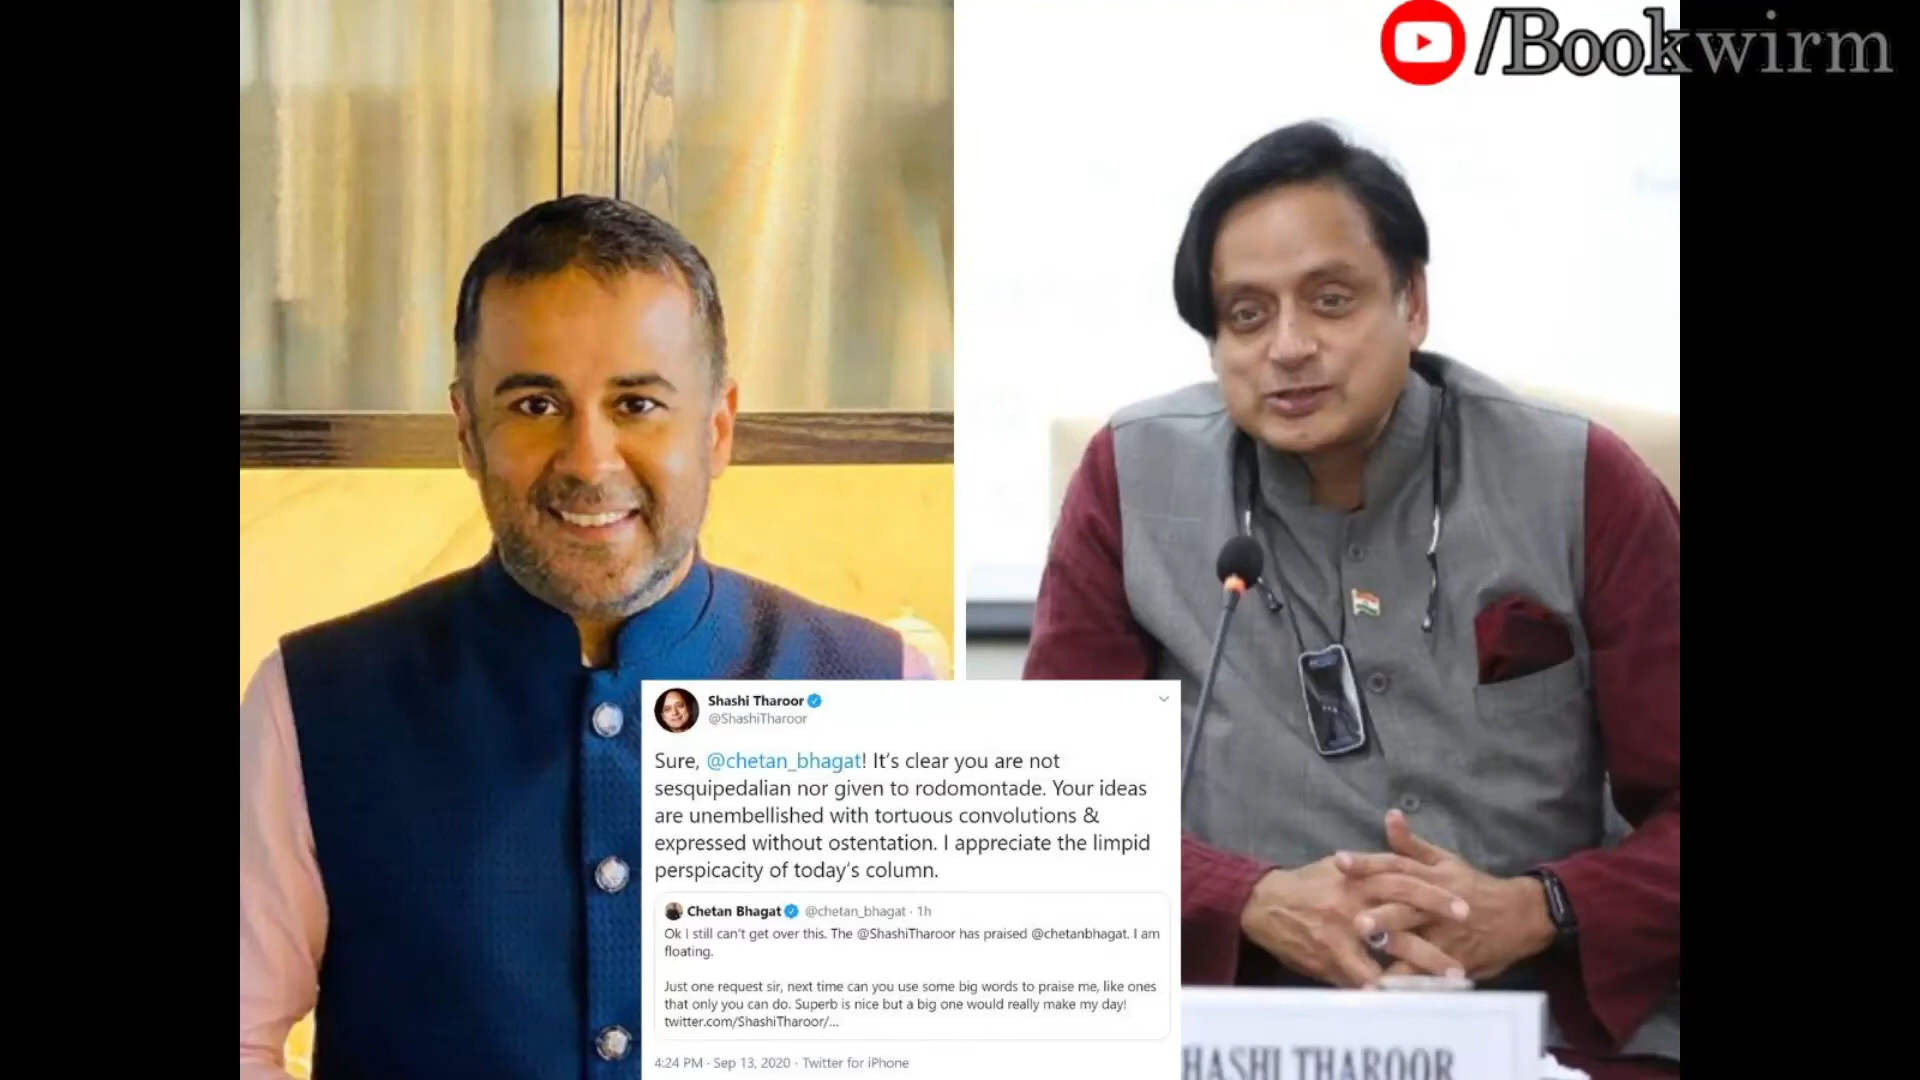 /Bookwirm
Shashi Tharoor
@ShashiTharoor
Sure, @chetan_bhagat! It's clear you are not
sesquipedalian nor given to rodomontade. Your ideas
are unembellished with tortuous convolutions &
expressed without ostentation. I appreciate the limpid
perspicacity of today's column.
Chetan Bhagat @chetan_bhagat · 1h
Ok I still can't get over this. The @ShashiTharoor has praised @chetanbhagat. I am
floating.
Just one request sir, next time can you use some big words to praise me, like ones
that only you can do. Superb is nice but a big one would really make my day!
twitter.com/ShashiTharoor/...
4:24 PM · Sep 13, 2020 · Twitter for iPhone
HASHI THAROOR